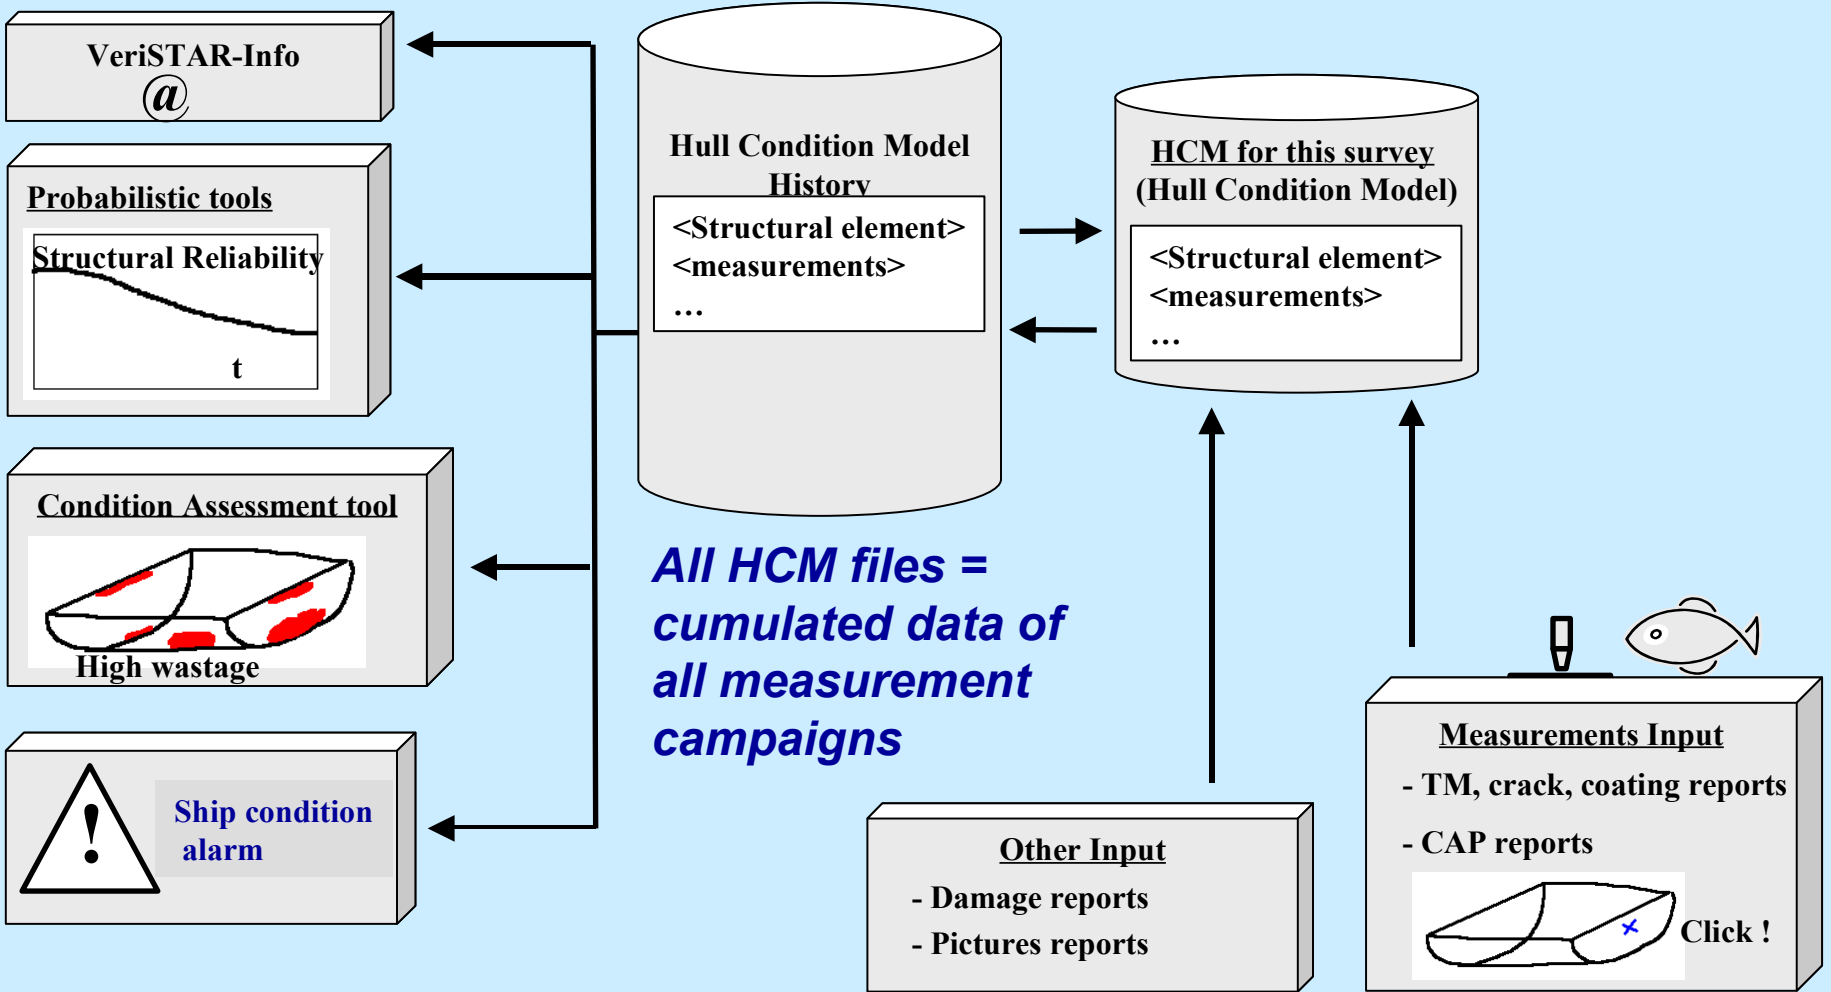 VeriSTAR-Info
@
Probabilistic tools
Structural Reliability
t
Condition Assessment tool
High wastage
!
Ship condition
alarm
Hull Condition Model
History
<Structural element>
<measurements>
...
All HCM files =
cumulated data of
all measurement
campaigns
HCM for this survey
(Hull Condition Model)
<Structural element>
<measurements>
...
Other Input
- Damage reports
- Pictures reports
Measurements Input
- TM, crack, coating reports
- CAP reports
Click !